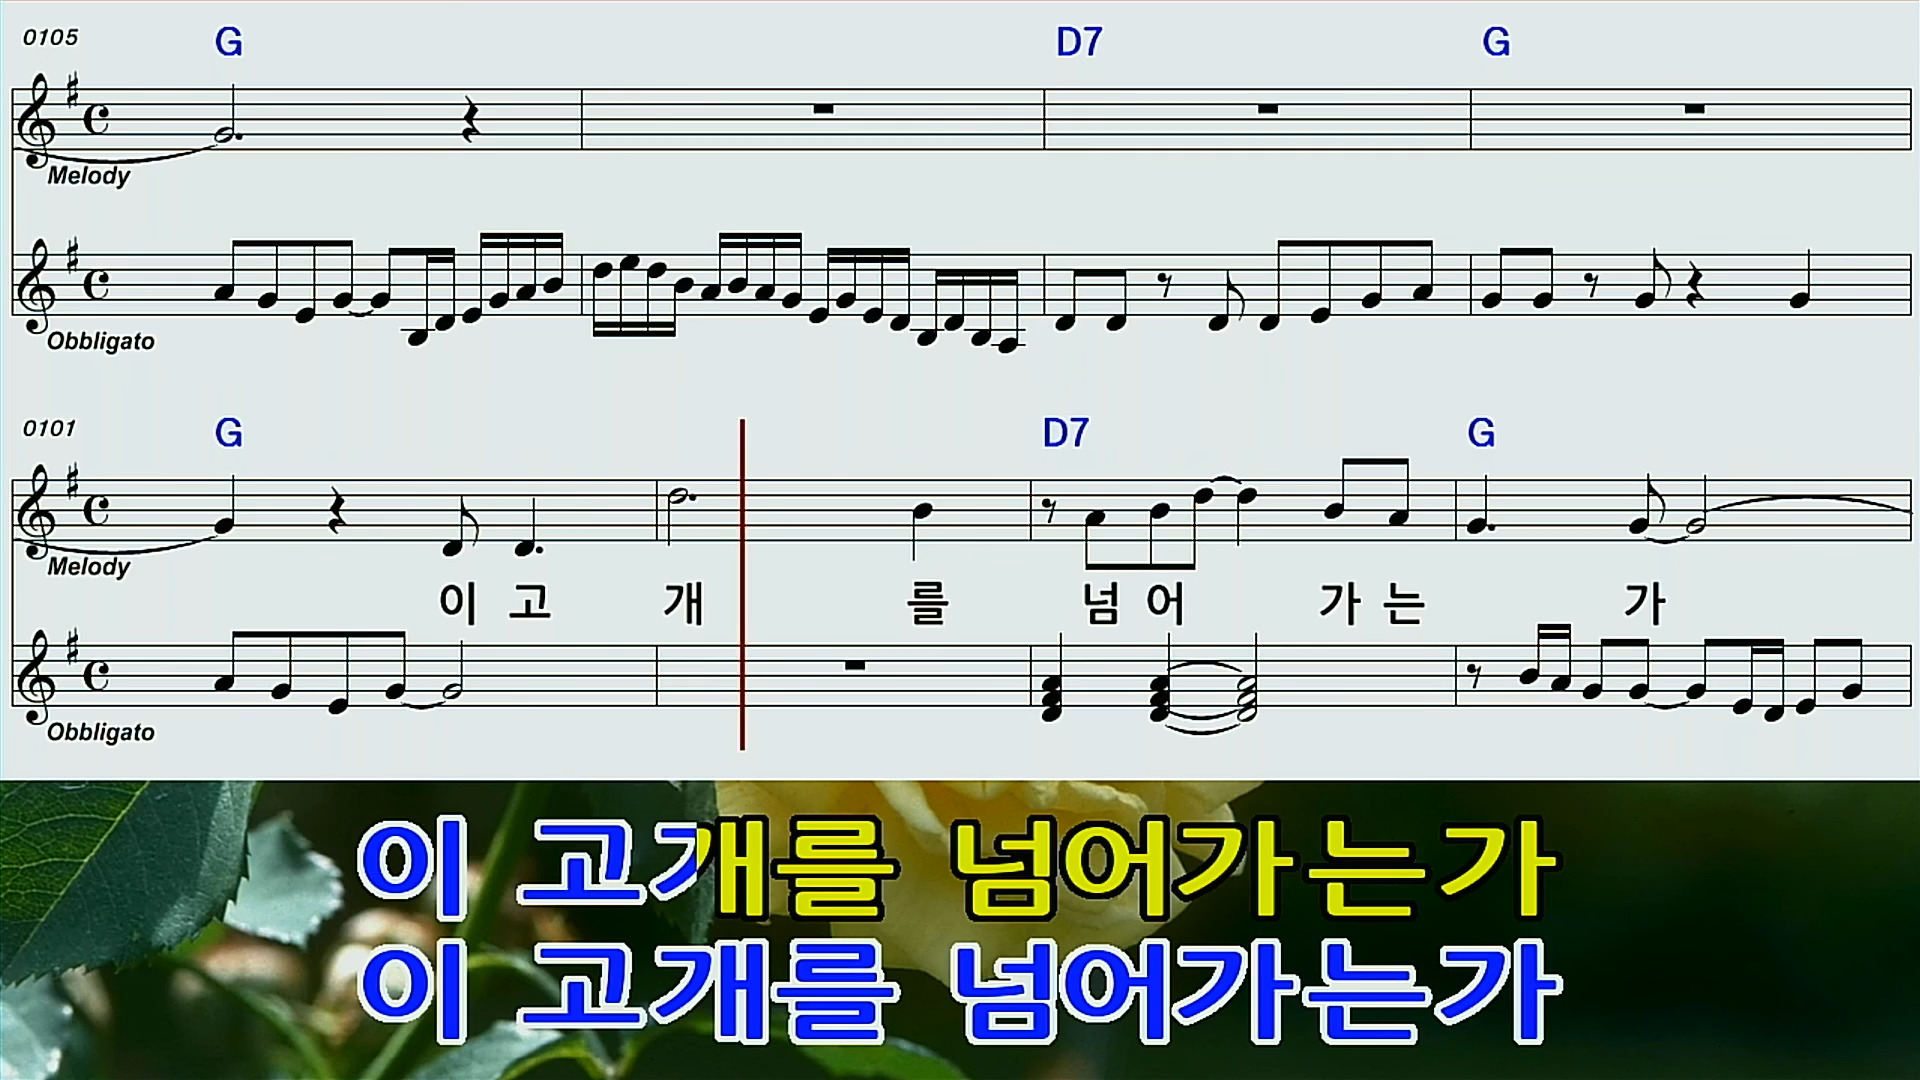 0105 G D7 G
Melody
Obbligato
0101 G D7 G
Melody
이 고 개 를 넘 어 가 는 가
Obbligato
이 고개를 넘어가는가
이 고개를 넘어가는가